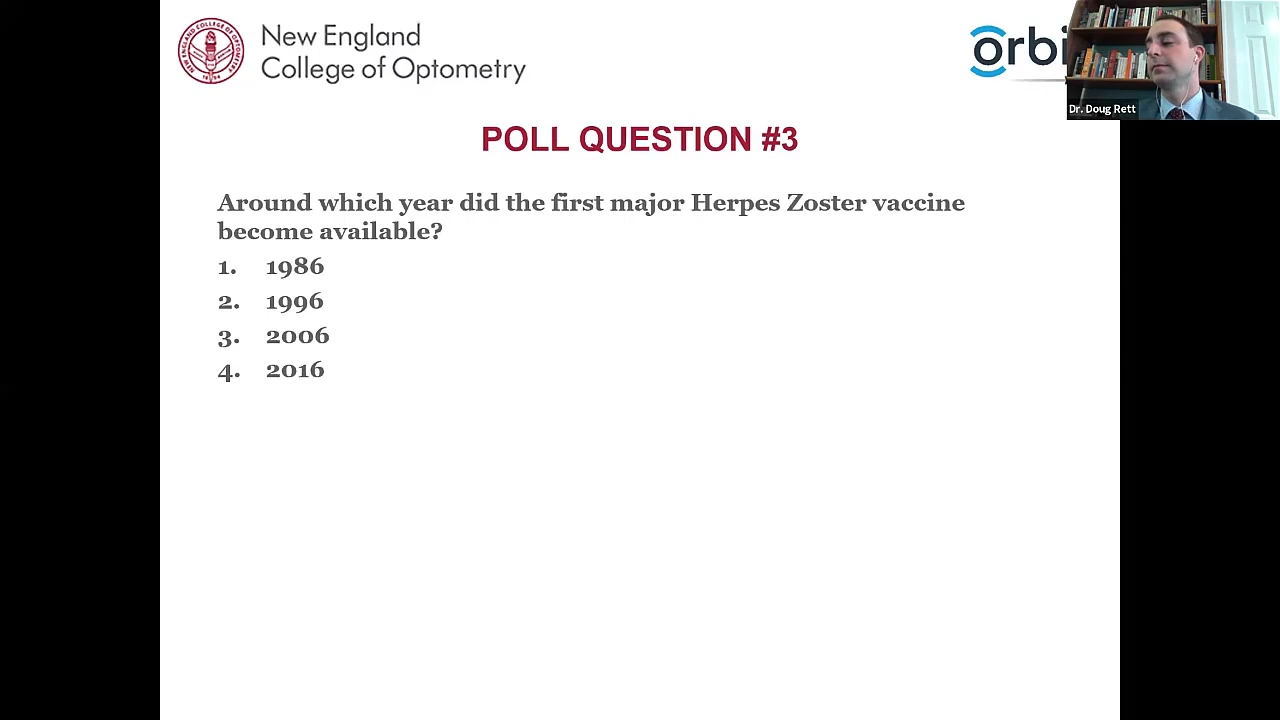 New England
College of Optometry
Dr. Doug Rett
POLL QUESTION #3
Around which year did the first major Herpes Zoster vaccine
become available?
1. 1986
2. 1996
3. 2006
4. 2016